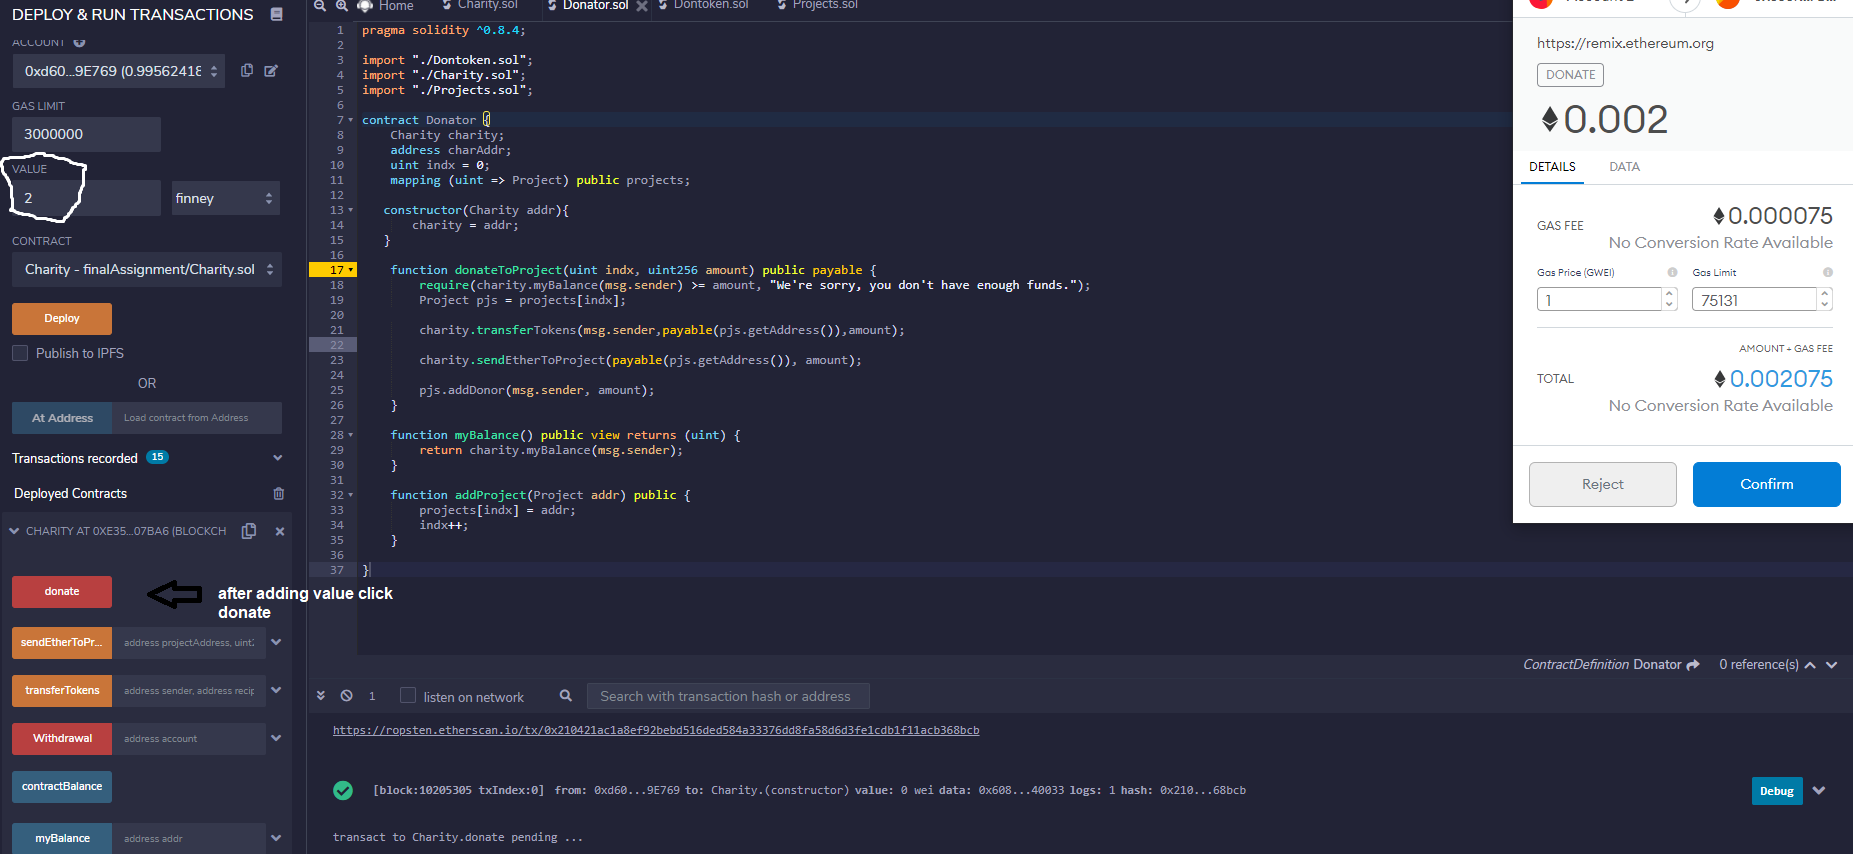 DEPLOY & RUN TRANSACTIONS
ACCOUNT
0xd60...9E769 (0.99562418
GAS LIMIT
3000000
VALUE
2
finney
CONTRACT
Charity - finalAssignment/Charity.sol
Deploy
Publish to IPFS
OR
At Address
Load contract from Address
Transactions recorded 15
Deployed Contracts
CHARITY AT 0XE35...07BA6 (BLOCKCH
donate
after adding value click
donate
sendEtherToPr...
address projectAddress, uint
transferTokens
address sender, address recip
Withdrawal
address account
contractBalance
myBalance
address addr
Home
Charity.sol
Donator.sol
Dontoken.sol
Projects.sol
1 pragma solidity ^0.8.4;
2
3 import "./Dontoken.sol";
4 import "./Charity.sol";
5 import "./Projects.sol";
6
7 contract Donator {
8 Charity charity;
9 address charAddr;
10 uint indx = 0;
11 mapping (uint => Project) public projects;
12
13 constructor(Charity addr){
14 charity = addr;
15 }
16
17 function donateToProject(uint indx, uint256 amount) public payable {
18 require(charity.myBalance(msg.sender) >= amount, "We're sorry, you don't have enough funds.");
19 Project pjs = projects[indx];
20
21 charity.transferTokens(msg.sender,payable(pjs.getAddress()),amount);
22
23 charity.sendEtherToProject(payable(pjs.getAddress()), amount);
24
25 pjs.addDonor(msg.sender, amount);
26 }
27
28 function myBalance() public view returns (uint) {
29 return charity.myBalance(msg.sender);
30 }
31
32 function addProject(Project addr) public {
33 projects[indx] = addr;
34 indx++;
35 }
36
37 }
ContractDefinition Donator 0 reference(s)
1
listen on network
Search with transaction hash or address
https://ropsten.etherscan.io/tx/0x210421ac1a8ef92bebd516ded584a33376dd8fa58d6d3fe1cdb1f11acb368bcb
[block:10205305 txIndex:0] from: 0xd60...9E769 to: Charity.(constructor) value: 0 wei data: 0x608...40033 logs: 1 hash: 0x210...68bcb
Debug
transact to Charity.donate pending ...
https://remix.ethereum.org
DONATE
0.002
DETAILS
DATA
GAS FEE
0.000075
No Conversion Rate Available
Gas Price (GWEI)
Gas Limit
1
75131
AMOUNT + GAS FEE
TOTAL
0.002075
No Conversion Rate Available
Reject
Confirm